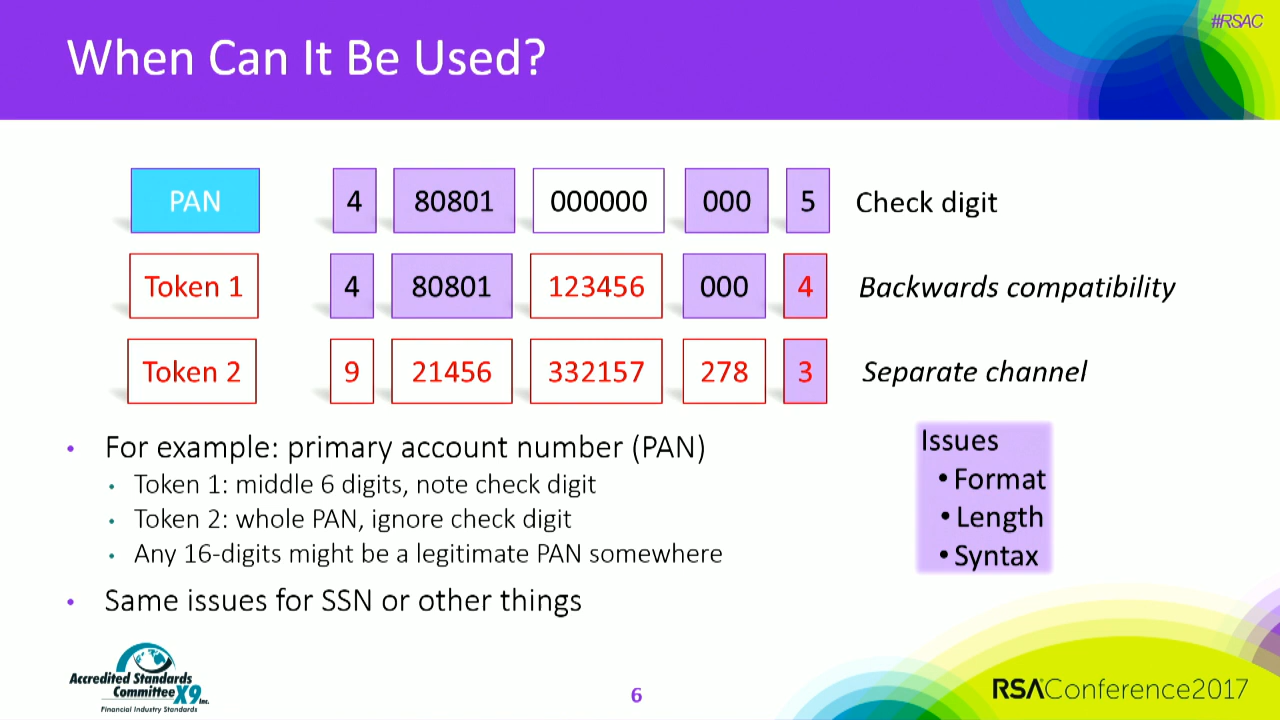 #RSAC
When Can It Be Used?
PAN 4 80801 000000 000 5 Check digit
Token 1 4 80801 123456 000 4 Backwards compatibility
Token 2 9 21456 332157 278 3 Separate channel
• For example: primary account number (PAN)
• Token 1: middle 6 digits, note check digit
• Token 2: whole PAN, ignore check digit
• Any 16-digits might be a legitimate PAN somewhere
• Same issues for SSN or other things
Issues
• Format
• Length
• Syntax
Accredited Standards
Committee X9 Inc.
Financial Industry Standards
6
RSAConference2017